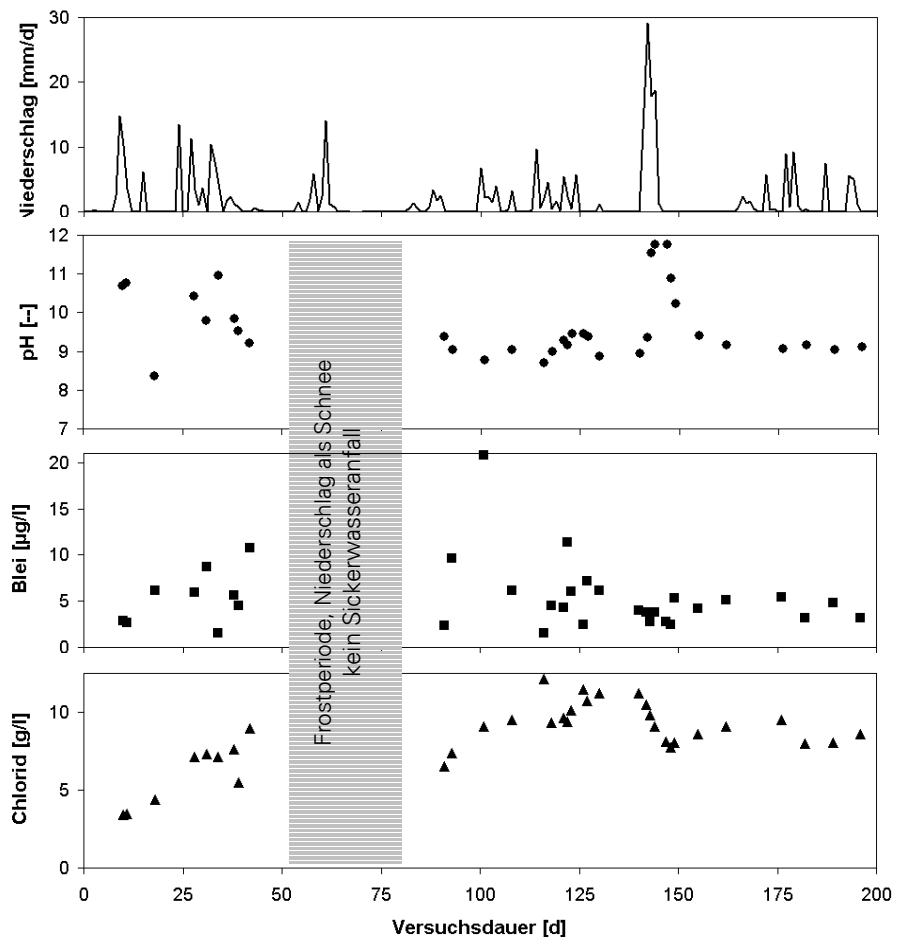 Niederschlag [mm/d]
30
20
10
0
pH [--]
12
11
10
9
8
7
Blei [µg/l]
20
15
10
5
0
Chlorid [g/l]
10
5
0
Frostperiode, Niederschlag als Schnee
kein Sickerwasseranfall
0 25 50 75 100 125 150 175 200
Versuchsdauer [d]